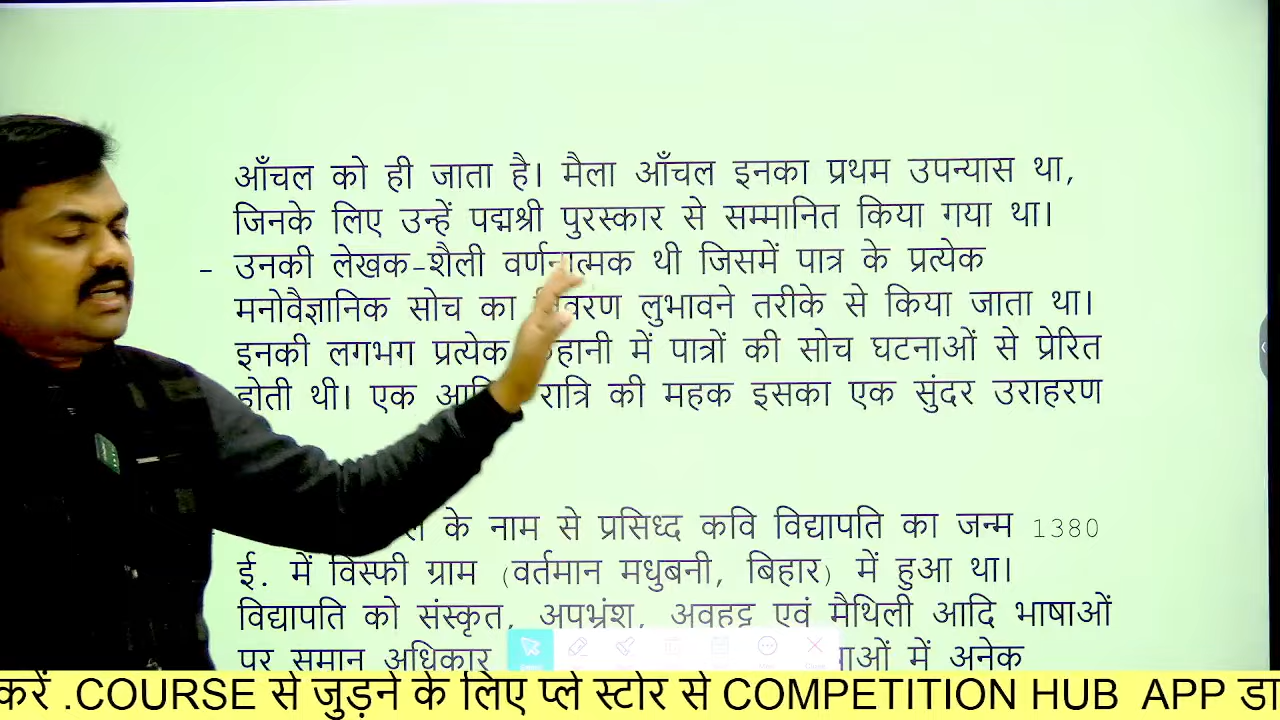 आँचल को ही जाता है। मैला आँचल इनका प्रथम उपन्यास था,
जिनके लिए उन्हें पद्मश्री पुरस्कार से सम्मानित किया गया था।
- उनकी लेखक-शैली वर्णनात्मक थी जिसमें पात्र के प्रत्येक
मनोवैज्ञानिक सोच का विवरण लुभावने तरीके से किया जाता था।
इनकी लगभग प्रत्येक कहानी में पात्रों की सोच घटनाओं से प्रेरित
होती थी। एक रात्रि की महक इसका एक सुंदर उराहरण
के नाम से प्रसिध्द कवि विद्यापति का जन्म 1380
ई. में विस्फी ग्राम (वर्तमान मधुबनी, बिहार) में हुआ था।
विद्यापति को संस्कृत, अपभ्रंश, अवहट्ट एवं मैथिली आदि भाषाओं
पर समान अधिकार में अनेक
करें .COURSE से जुड़ने के लिए प्ले स्टोर से COMPETITION HUB APP डा